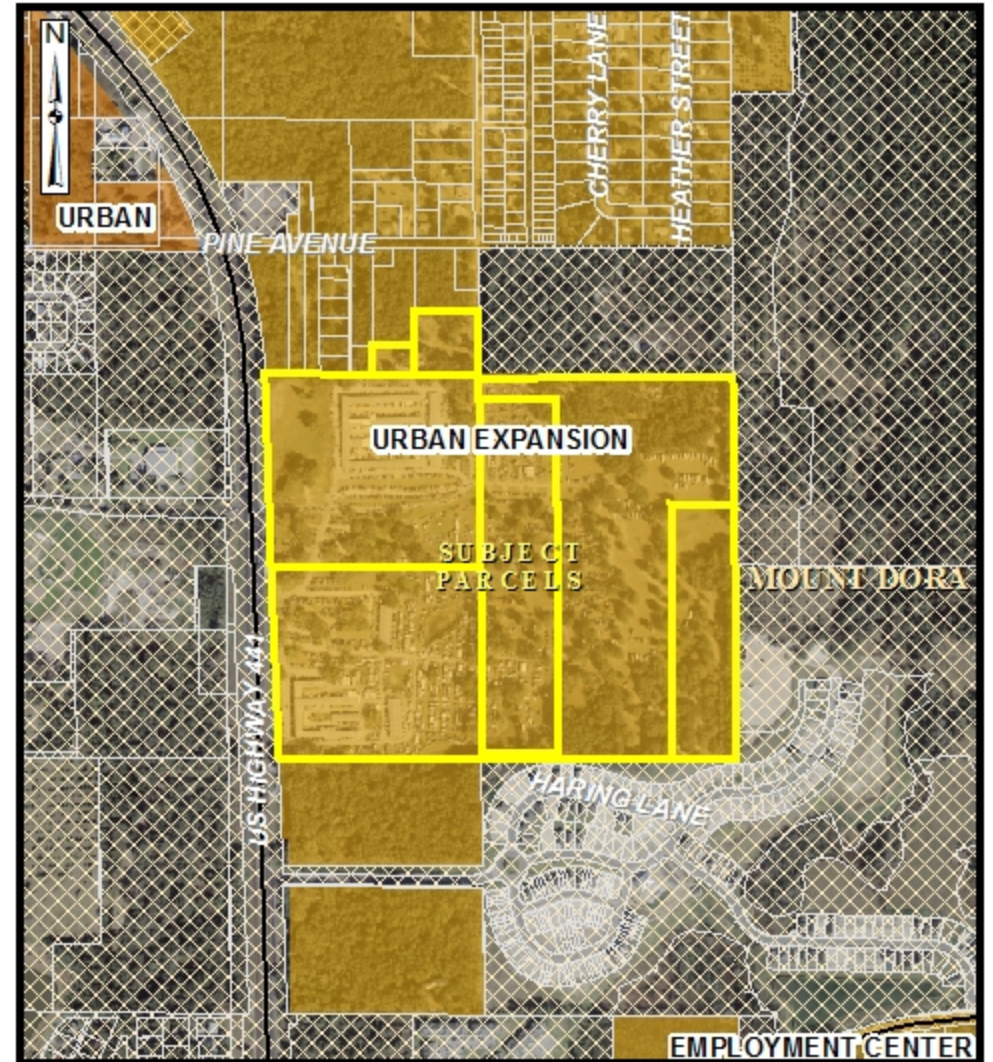 N
CHERRY LANE
HEATHER STREET
URBAN
PINE AVENUE
URBAN EXPANSION
SUBJECT
PARCELS
MOUNT DORA
US HIGHWAY 441
HARING LANE
EMPLOYMENT CENTER